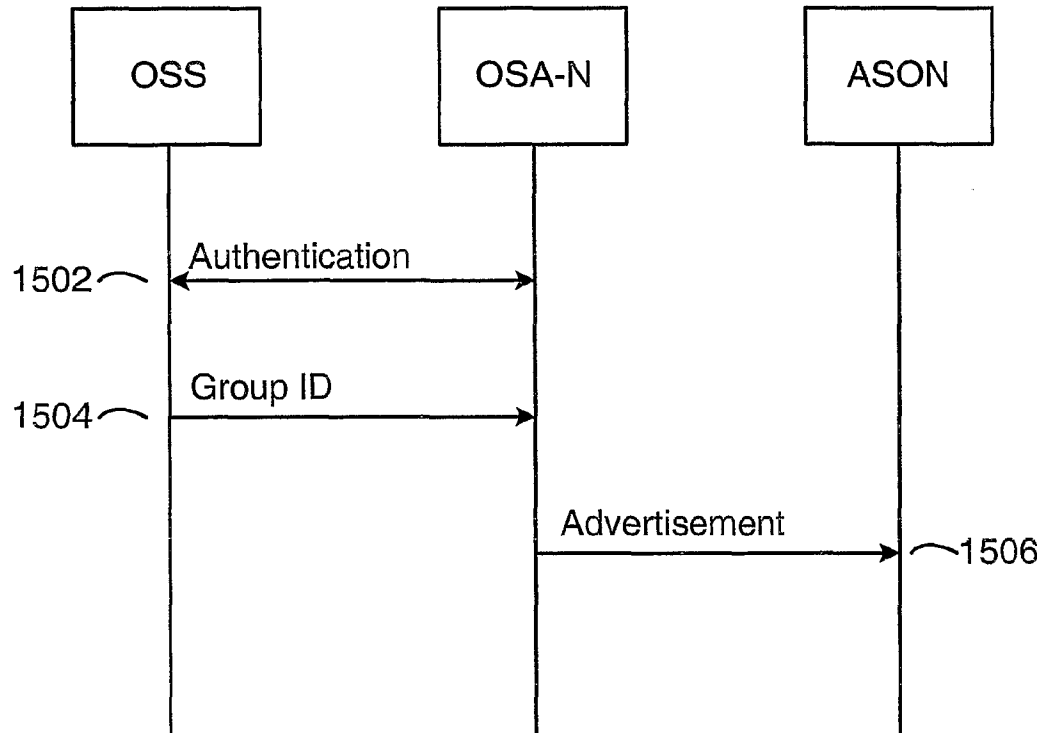 OSS
OSA-N
ASON
Authentication
1502
Group ID
1504
Advertisement
1506